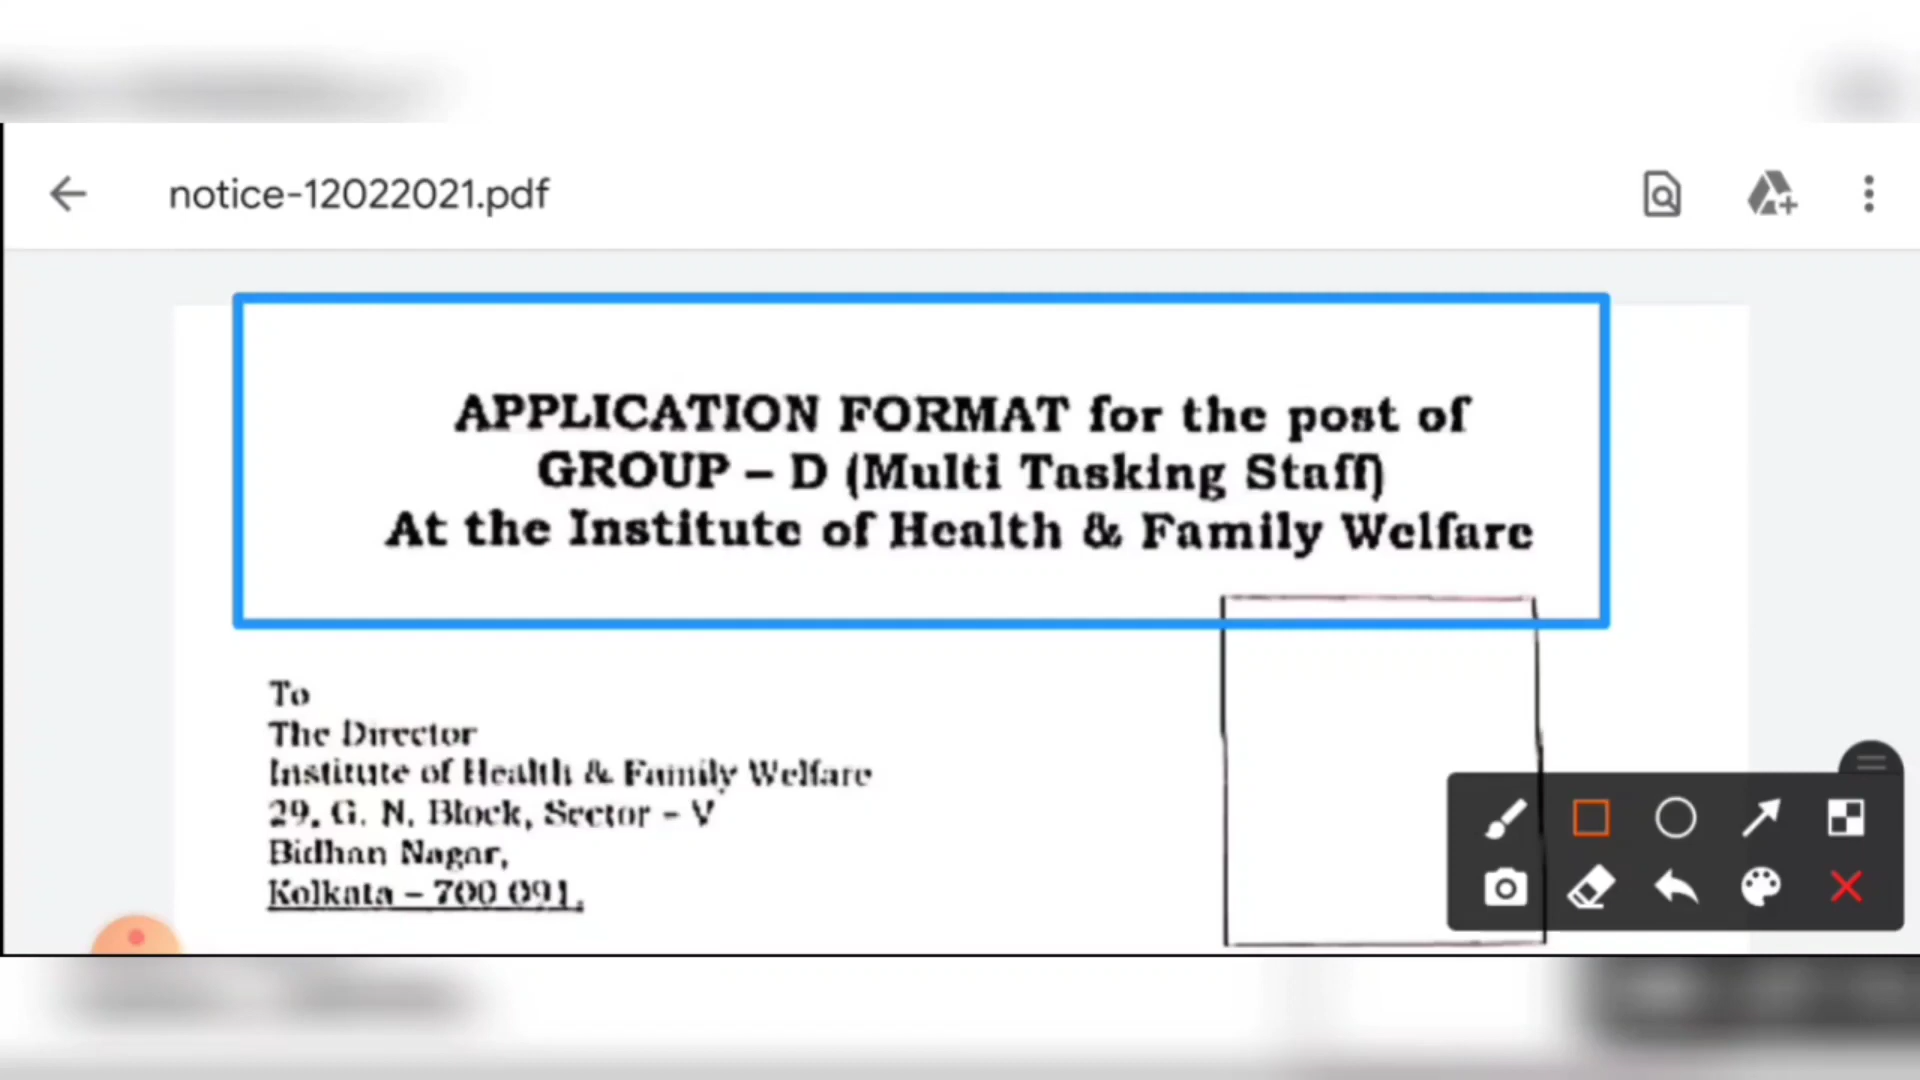 notice-12022021.pdf
APPLICATION FORMAT for the post of
GROUP – D (Multi Tasking Staff)
At the Institute of Health & Family Welfare
To
The Director
Institute of Health & Family Welfare
29, G. N. Block, Sector – V
Bidhan Nagar,
Kolkata – 700 091.